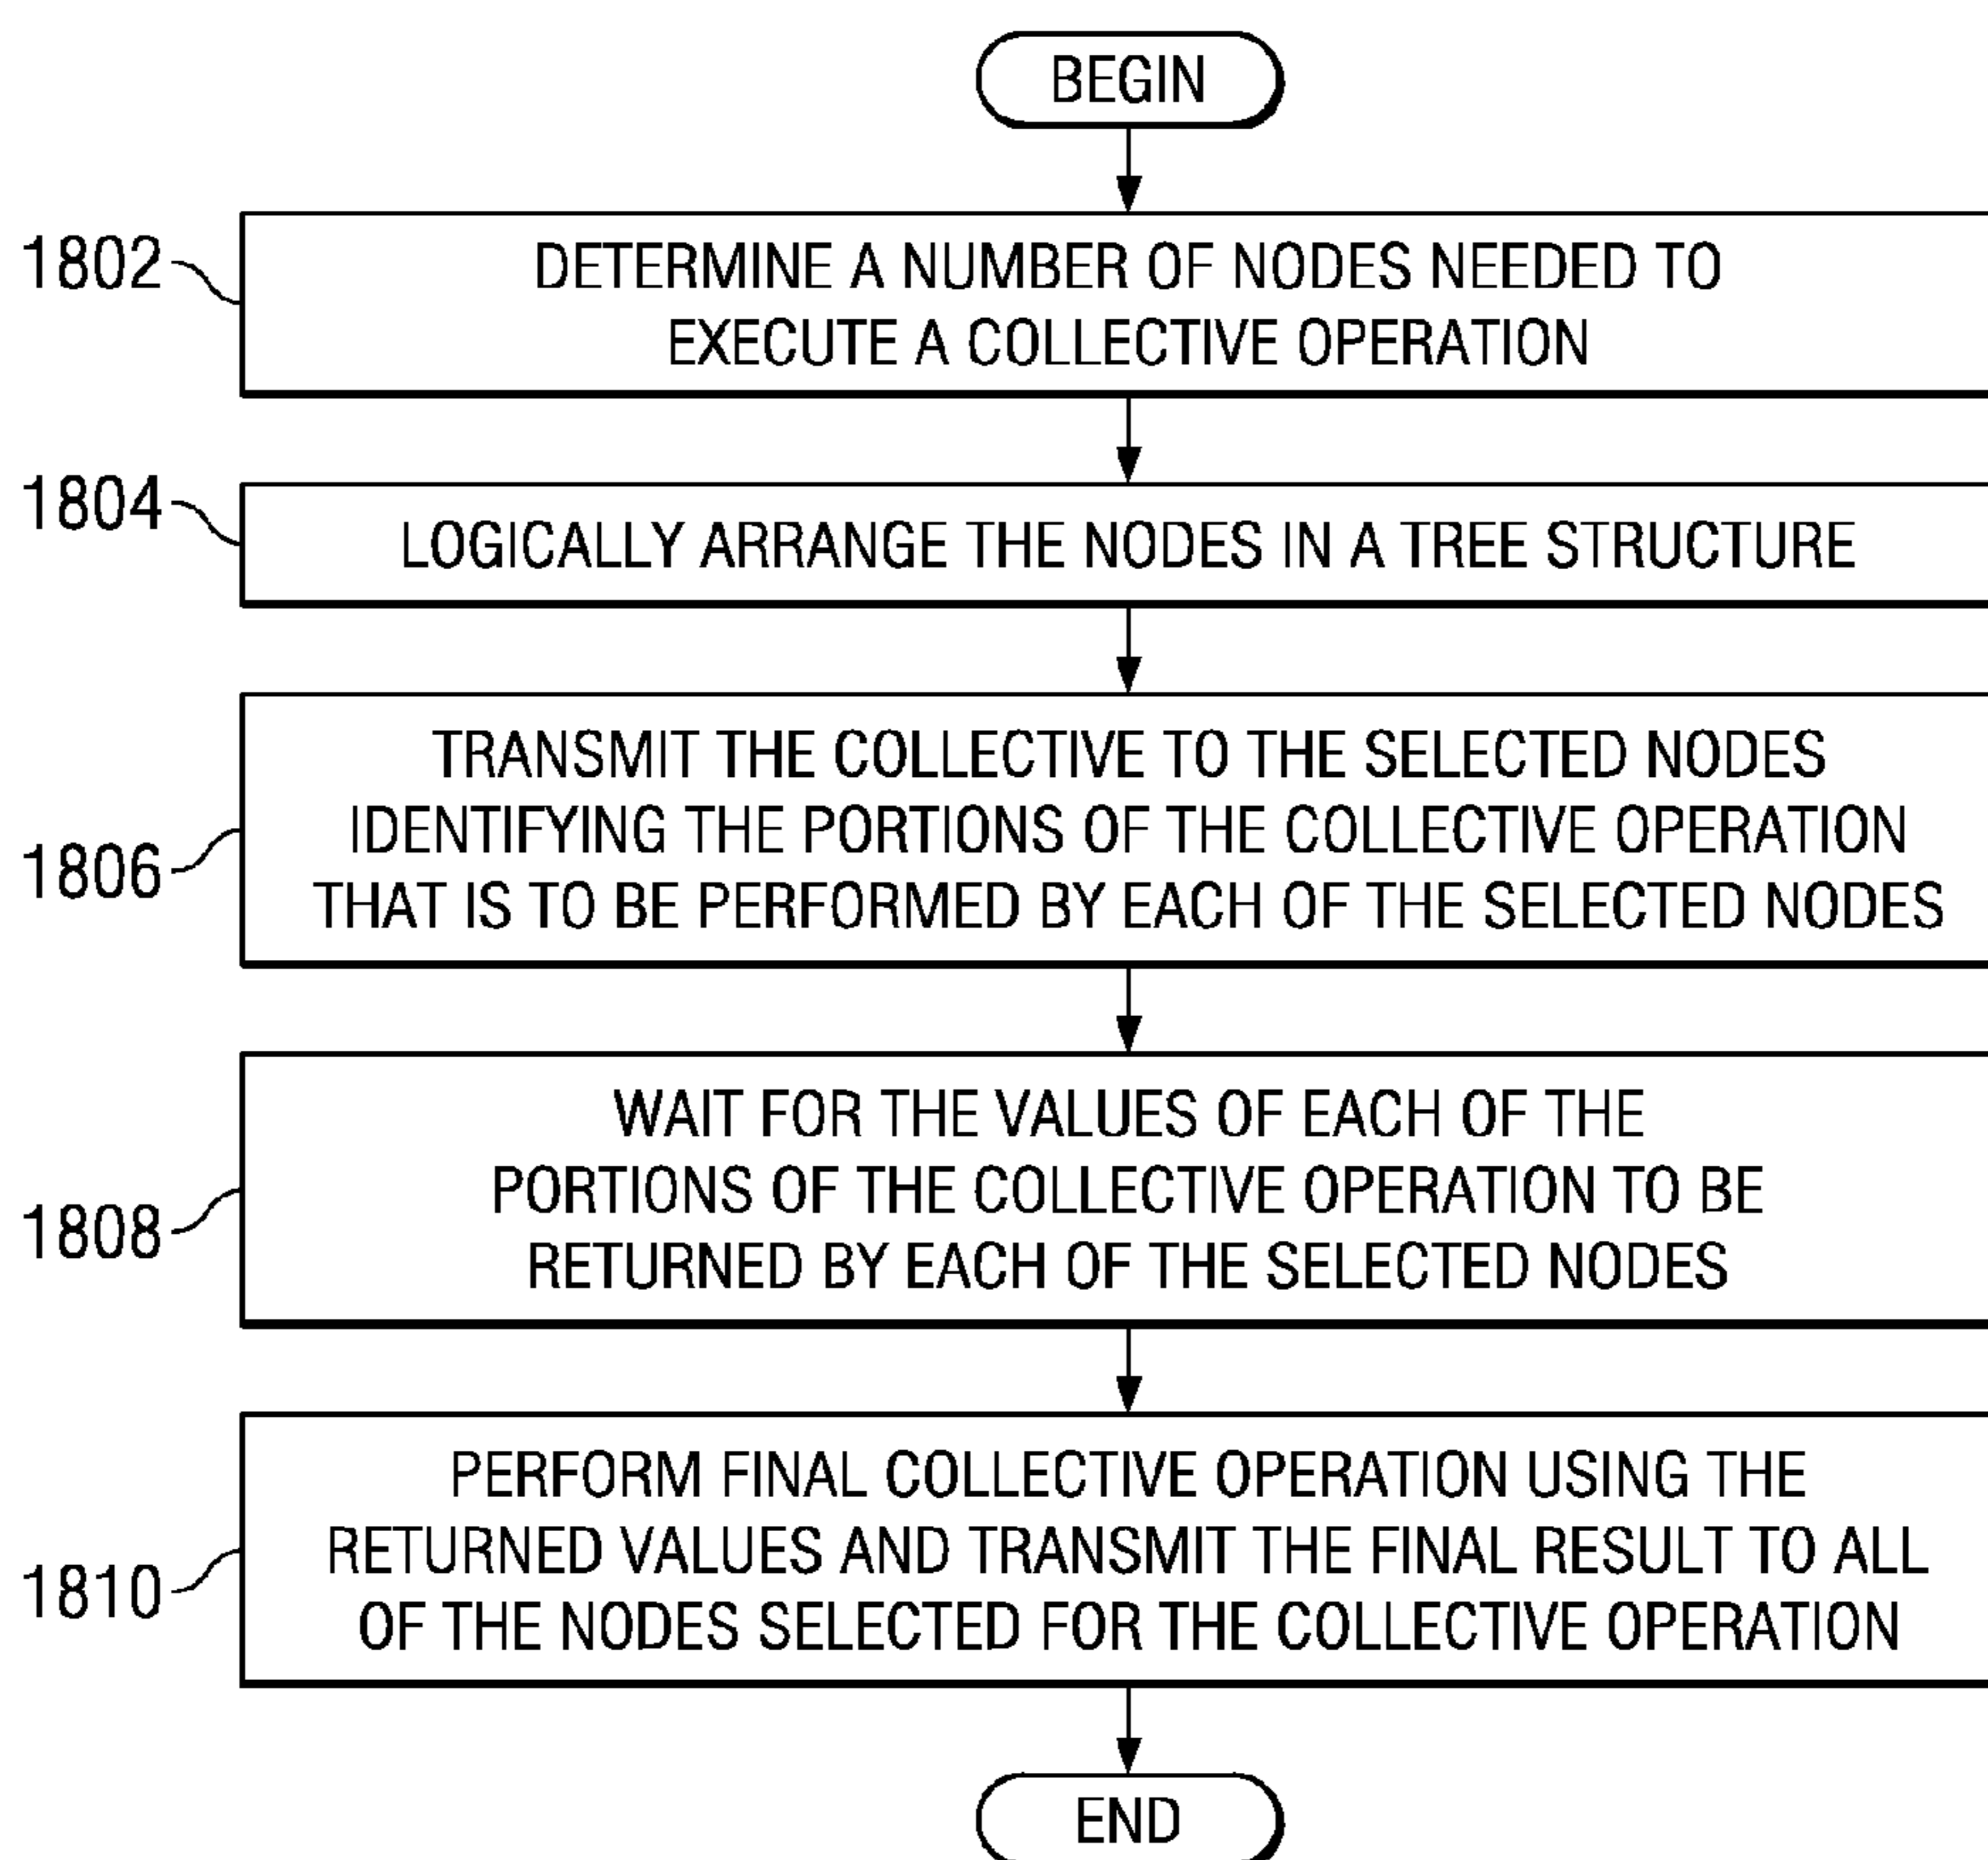 BEGIN
1802
DETERMINE A NUMBER OF NODES NEEDED TO
EXECUTE A COLLECTIVE OPERATION
1804
LOGICALLY ARRANGE THE NODES IN A TREE STRUCTURE
1806
TRANSMIT THE COLLECTIVE TO THE SELECTED NODES
IDENTIFYING THE PORTIONS OF THE COLLECTIVE OPERATION
THAT IS TO BE PERFORMED BY EACH OF THE SELECTED NODES
1808
WAIT FOR THE VALUES OF EACH OF THE
PORTIONS OF THE COLLECTIVE OPERATION TO BE
RETURNED BY EACH OF THE SELECTED NODES
1810
PERFORM FINAL COLLECTIVE OPERATION USING THE
RETURNED VALUES AND TRANSMIT THE FINAL RESULT TO ALL
OF THE NODES SELECTED FOR THE COLLECTIVE OPERATION
END